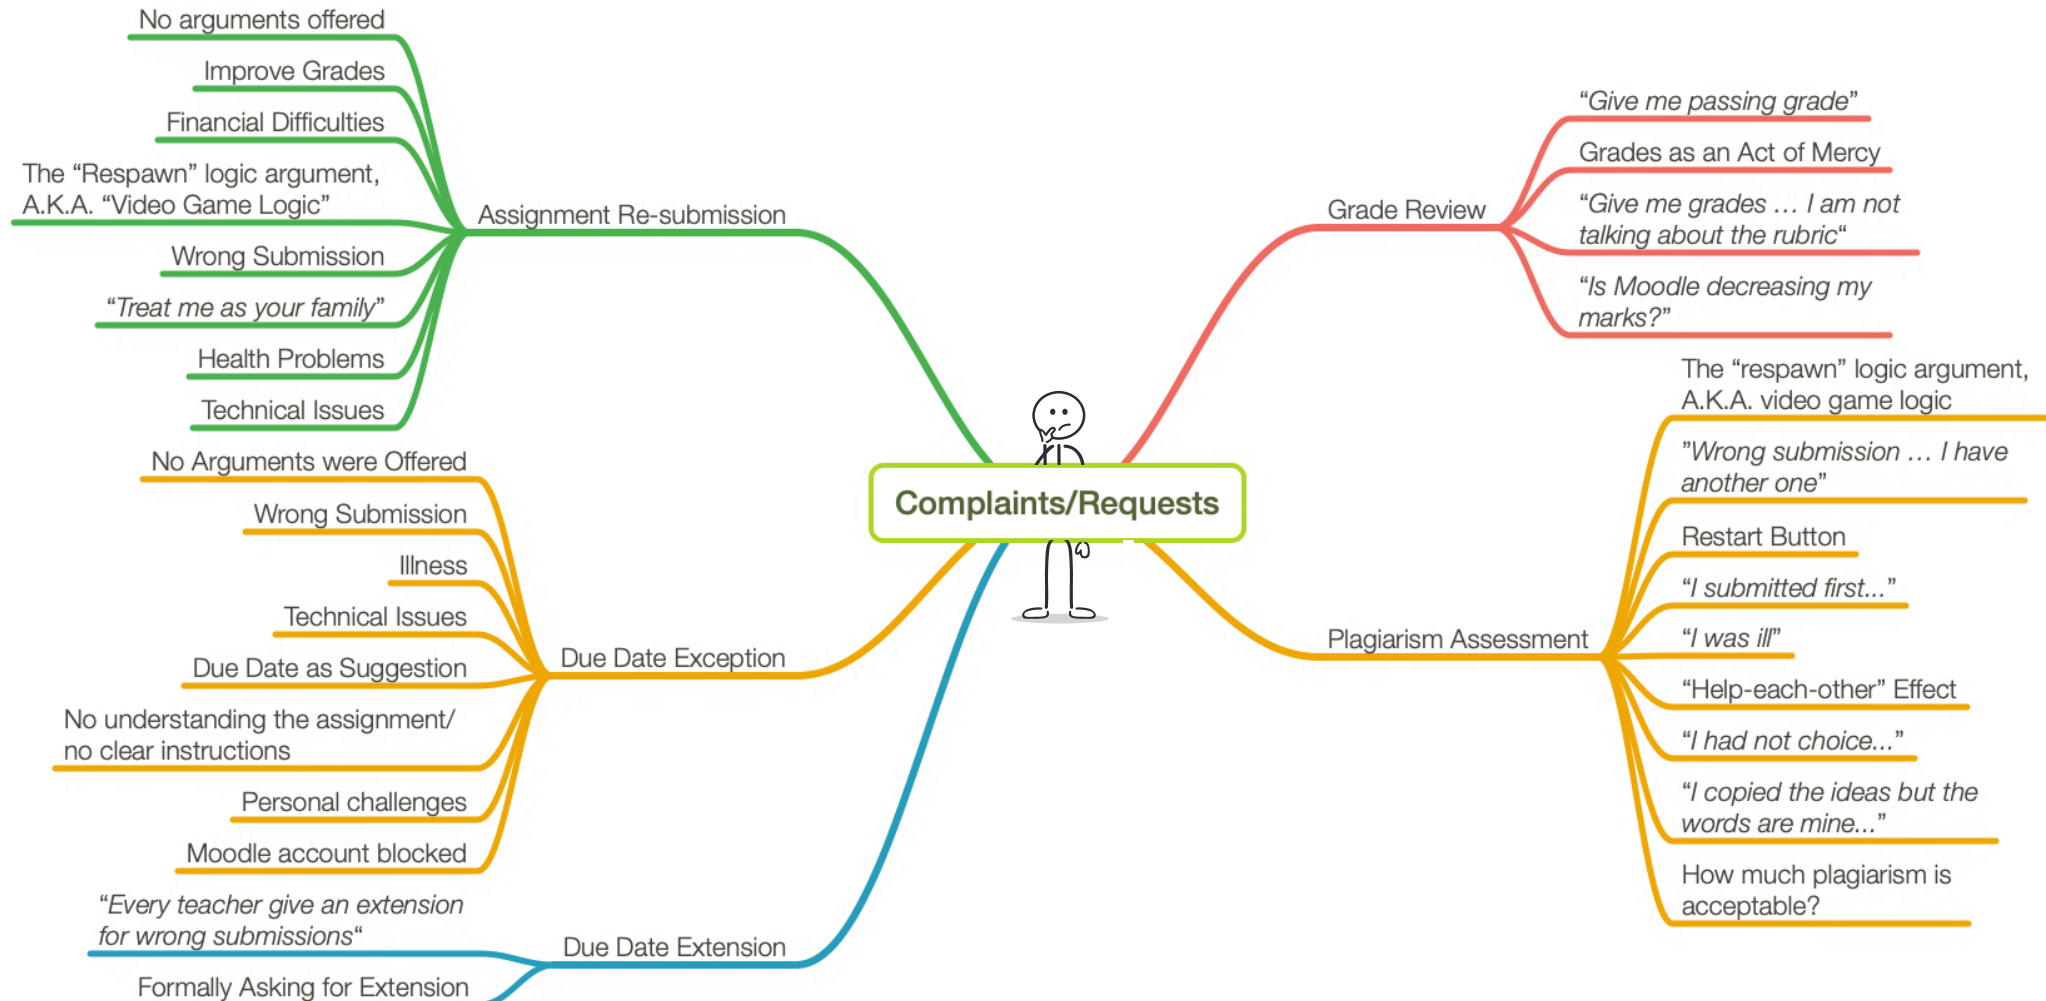 No arguments offered
Improve Grades
Financial Difficulties
The “Respawn” logic argument,
A.K.A. “Video Game Logic”
Wrong Submission
“Treat me as your family”
Health Problems
Technical Issues
Assignment Re-submission
No Arguments were Offered
Wrong Submission
Illness
Technical Issues
Due Date as Suggestion
No understanding the assignment/
no clear instructions
Personal challenges
Moodle account blocked
Due Date Exception
“Every teacher give an extension
for wrong submissions“
Formally Asking for Extension
Due Date Extension
Complaints/Requests
Grade Review
“Give me passing grade”
Grades as an Act of Mercy
“Give me grades ... I am not
talking about the rubric“
“Is Moodle decreasing my
marks?”
Plagiarism Assessment
The “respawn” logic argument,
A.K.A. video game logic
”Wrong submission ... I have
another one”
Restart Button
“I submitted first...”
“I was ill”
“Help-each-other” Effect
“I had not choice...”
“I copied the ideas but the
words are mine...”
How much plagiarism is
acceptable?